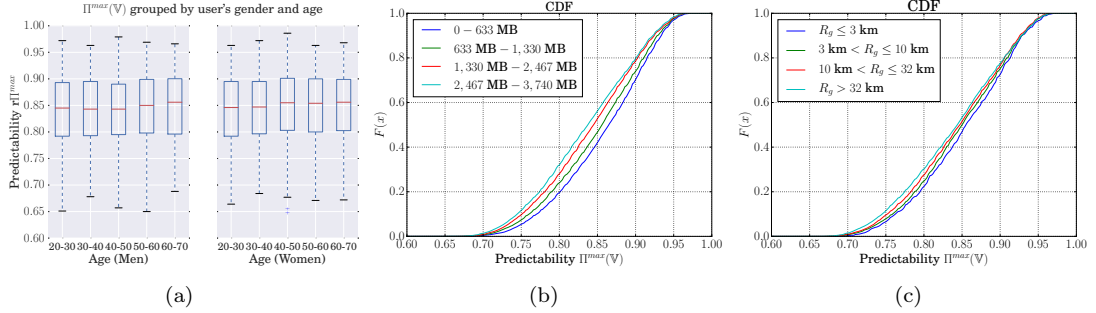 Π^max(𝕍) grouped by user's gender and age
Predictability rΠ^max
1.00
0.95
0.90
0.85
0.80
0.75
0.70
0.65
0.60
20-30 30-40 40-50 50-60 60-70
Age (Men)
20-30 30-40 40-50 50-60 60-70
Age (Women)
(a)
CDF
0 − 633 MB
633 MB − 1,330 MB
1,330 MB − 2,467 MB
2,467 MB − 3,740 MB
F(x)
1.0
0.8
0.6
0.4
0.2
0.0
0.60 0.65 0.70 0.75 0.80 0.85 0.90 0.95 1.00
Predictability Π^max(𝕍)
(b)
CDF
R_g ≤ 3 km
3 km < R_g ≤ 10 km
10 km < R_g ≤ 32 km
R_g > 32 km
F(x)
1.0
0.8
0.6
0.4
0.2
0.0
0.60 0.65 0.70 0.75 0.80 0.85 0.90 0.95 1.00
Predictability Π^max(𝕍)
(c)